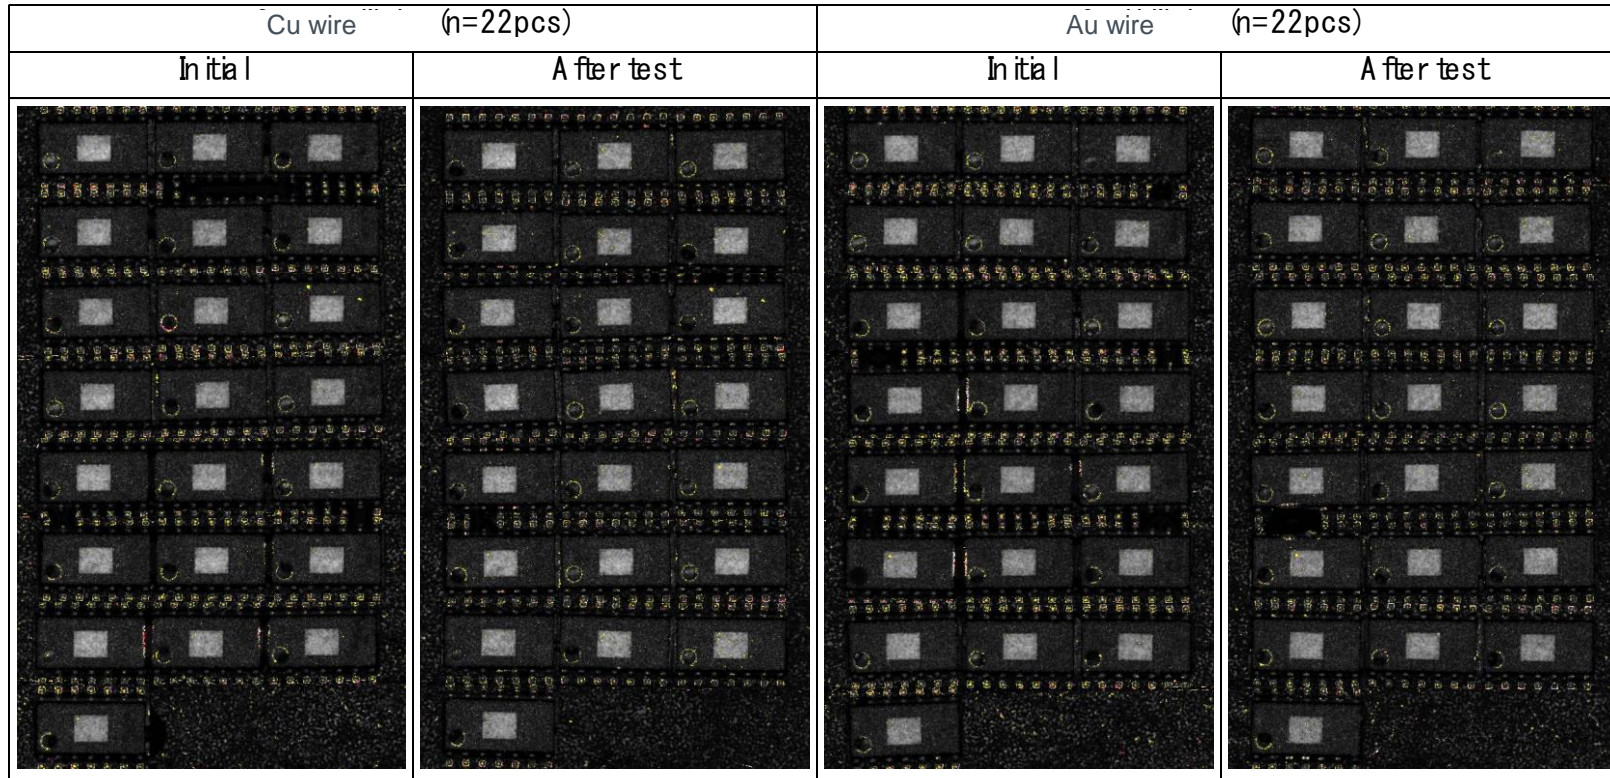 Cu wire (n=22pcs) Au wire (n=22pcs)
Initial After test Initial After test